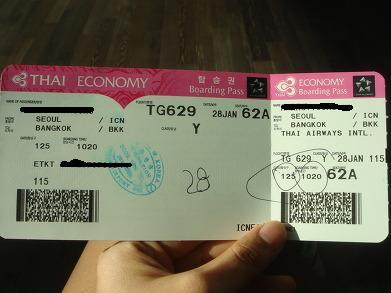 THAI ECONOMY 탑승권 Boarding Pass
TG629 28JAN 62A
SEOUL / ICN
BANGKOK / BKK
Y
125 1020
ETKT
115
28
ECONOMY
Boarding Pass
SEOUL / ICN
BANGKOK / BKK
THAI AIRWAYS INTL.
TG 629 Y 28JAN 115
125 1020 62A